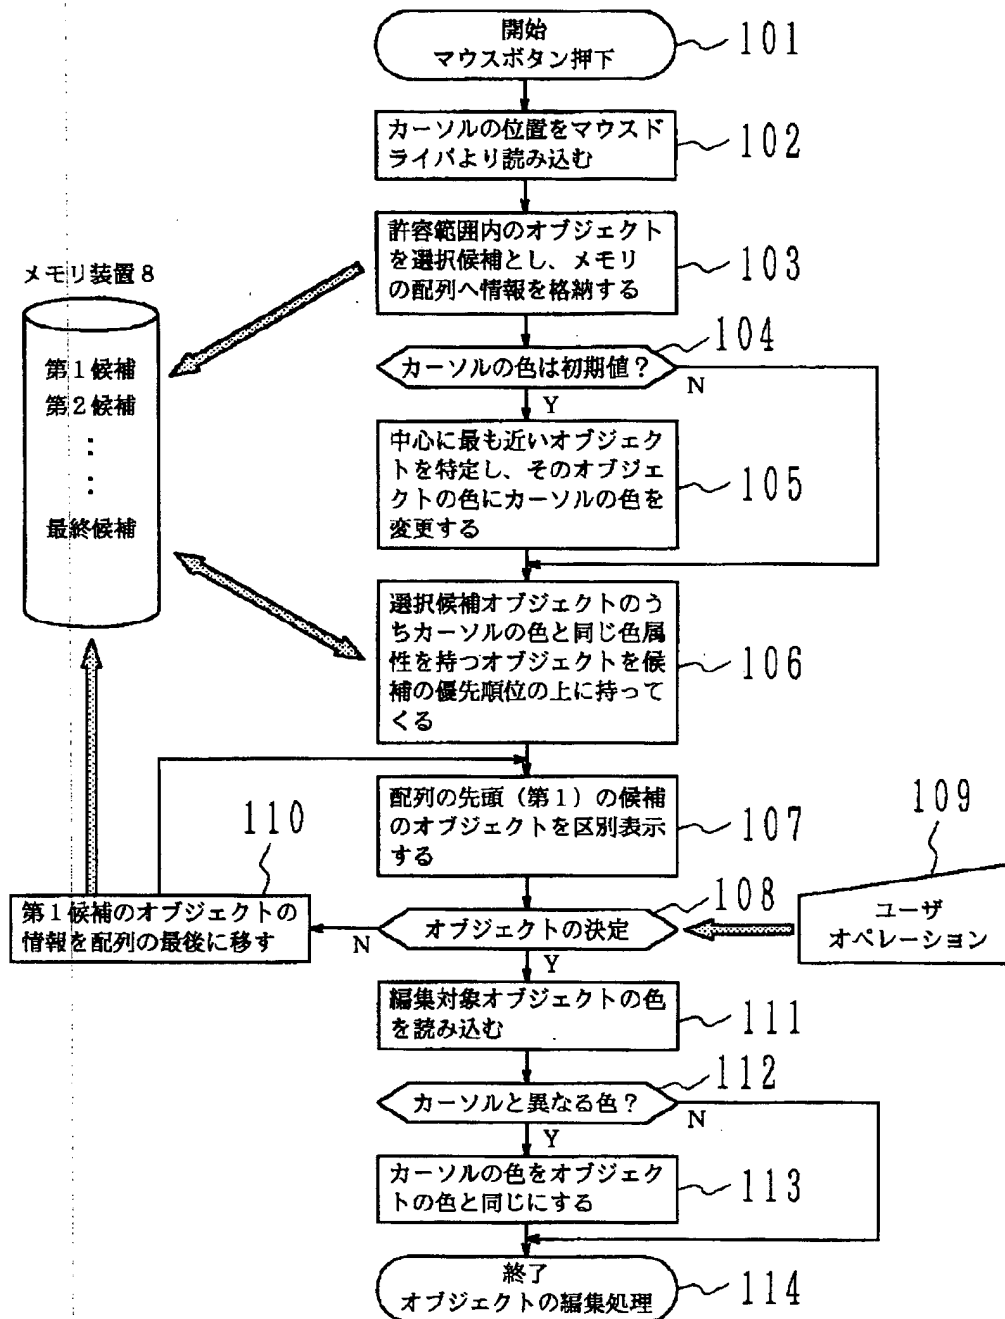 開始
マウスボタン押下
101
カーソルの位置をマウスド
ライバより読み込む
102
許容範囲内のオブジェクト
を選択候補とし、メモリ
の配列へ情報を格納する
103
メモリ装置8
第1候補
第2候補
・
・
・
最終候補
カーソルの色は初期値?
104
N
Y
中心に最も近いオブジェク
トを特定し、そのオブジェ
クトの色にカーソルの色を
変更する
105
選択候補オブジェクトのう
ちカーソルの色と同じ色属
性を持つオブジェクトを候
補の優先順位の上に持って
くる
106
配列の先頭(第1)の候補
のオブジェクトを区別表示
する
107
110
第1候補のオブジェクトの
情報を配列の最後に移す
オブジェクトの決定
108
N
Y
109
ユーザ
オペレーション
編集対象オブジェクトの色
を読み込む
111
カーソルと異なる色?
112
N
Y
カーソルの色をオブジェク
トの色と同じにする
113
終了
オブジェクトの編集処理
114